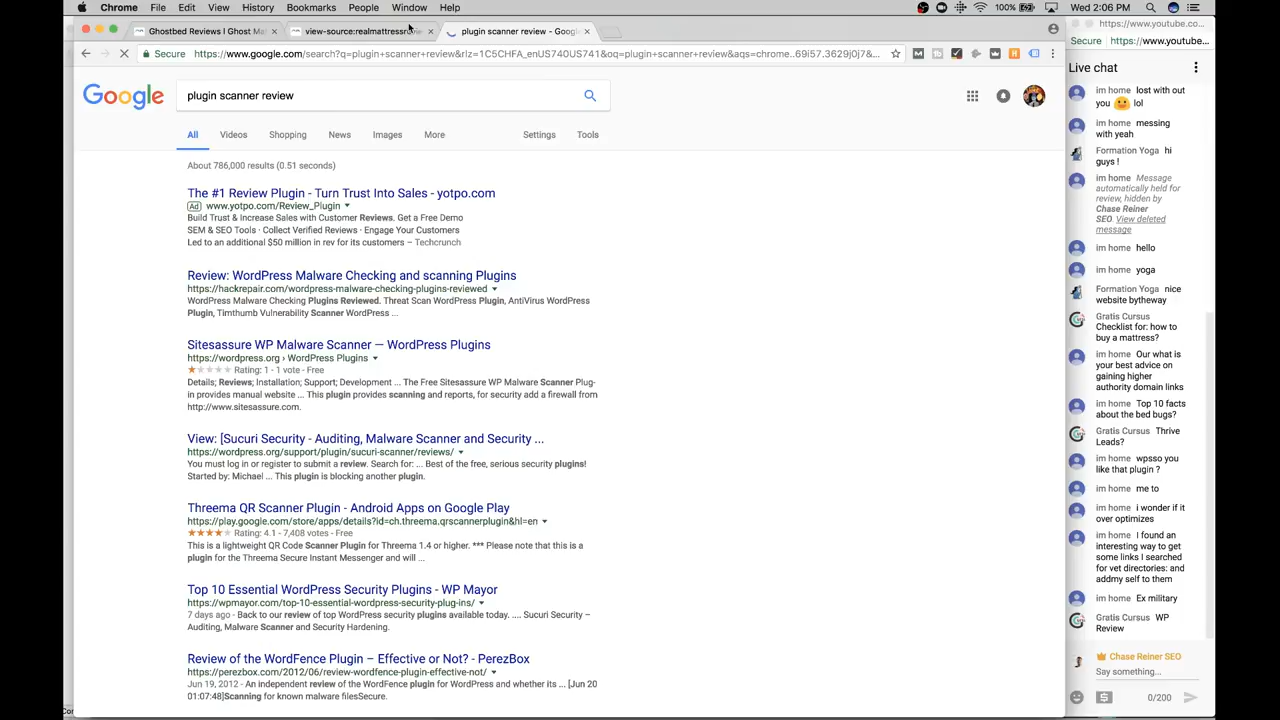 Chrome File Edit View History Bookmarks People Window Help 100% Wed 2:06 PM
Ghostbed Reviews I Ghost Ma
view-source:realmattressre
plugin scanner review - Goog
https://www.youtube.co...
Secure https://www.google.com/search?q=plugin+scanner+review&rlz=1C5CHFA_enUS740US741&oq=plugin+scanner+review&aqs=chrome..69i57.3629j0j7&...
Secure https://www.youtube...
Google
plugin scanner review
All Videos Shopping News Images More Settings Tools
About 786,000 results (0.51 seconds)
The #1 Review Plugin - Turn Trust Into Sales - yotpo.com
Ad www.yotpo.com/Review_Plugin
Build Trust & Increase Sales with Customer Reviews. Get a Free Demo
SEM & SEO Tools · Collect Verified Reviews · Engage Your Customers
Led to an additional $50 million in rev for its customers – Techcrunch
Review: WordPress Malware Checking and scanning Plugins
https://hackrepair.com/wordpress-malware-checking-plugins-reviewed
WordPress Malware Checking Plugins Reviewed. Threat Scan WordPress Plugin, AntiVirus WordPress
Plugin, Timthumb Vulnerability Scanner WordPress ...
Sitesassure WP Malware Scanner — WordPress Plugins
https://wordpress.org › WordPress Plugins
Rating: 1 - 1 vote - Free
Details; Reviews; Installation; Support; Development ... The Free Sitesassure WP Malware Scanner Plug-
in provides manual website ... This plugin provides scanning and reports, for security add a firewall from
http://www.sitesassure.com.
View: [Sucuri Security - Auditing, Malware Scanner and Security ...
https://wordpress.org/support/plugin/sucuri-scanner/reviews/
You must log in or register to submit a review. Search for: ... Best of the free, serious security plugins!
Started by: Michael ... This plugin is blocking another plugin.
Threema QR Scanner Plugin - Android Apps on Google Play
https://play.google.com/store/apps/details?id=ch.threema.qrscannerplugin&hl=en
Rating: 4.1 - 7,408 votes - Free
This is a lightweight QR Code Scanner Plugin for Threema 1.4 or higher. *** Please note that this is a
plugin for the Threema Secure Instant Messenger and will ...
Top 10 Essential WordPress Security Plugins - WP Mayor
https://wpmayor.com/top-10-essential-wordpress-security-plug-ins/
7 days ago - Back to our review of top WordPress security plugins available today. .... Sucuri Security –
Auditing, Malware Scanner and Security Hardening.
Review of the WordFence Plugin – Effective or Not? - PerezBox
https://perezbox.com/2012/06/review-wordfence-plugin-effective-not/
Jun 19, 2012 - An independent review of the WordFence plugin for WordPress and whether its ... [Jun 20
01:07:48]Scanning for known malware filesSecure.
Live chat
im home lost with out
you lol
im home messing
with yeah
Formation Yoga hi
guys !
im home Message
automatically held for
review, hidden by
Chase Reiner
SEO View deleted
message
im home hello
im home yoga
Formation Yoga nice
website bytheway
Gratis Cursus
Checklist for: how to
buy a mattress?
im home Our what is
your best advice on
gaining higher
authority domain links
im home Top 10 facts
about the bed bugs?
Gratis Cursus Thrive
Leads?
im home wpsso you
like that plugin ?
im home me to
im home i wonder if it
over optimizes
im home I found an
interesting way to get
some links I searched
for vet directories: and
addmy self to them
im home Ex military
Gratis Cursus WP
Review
Chase Reiner SEO
Say something...
0/200